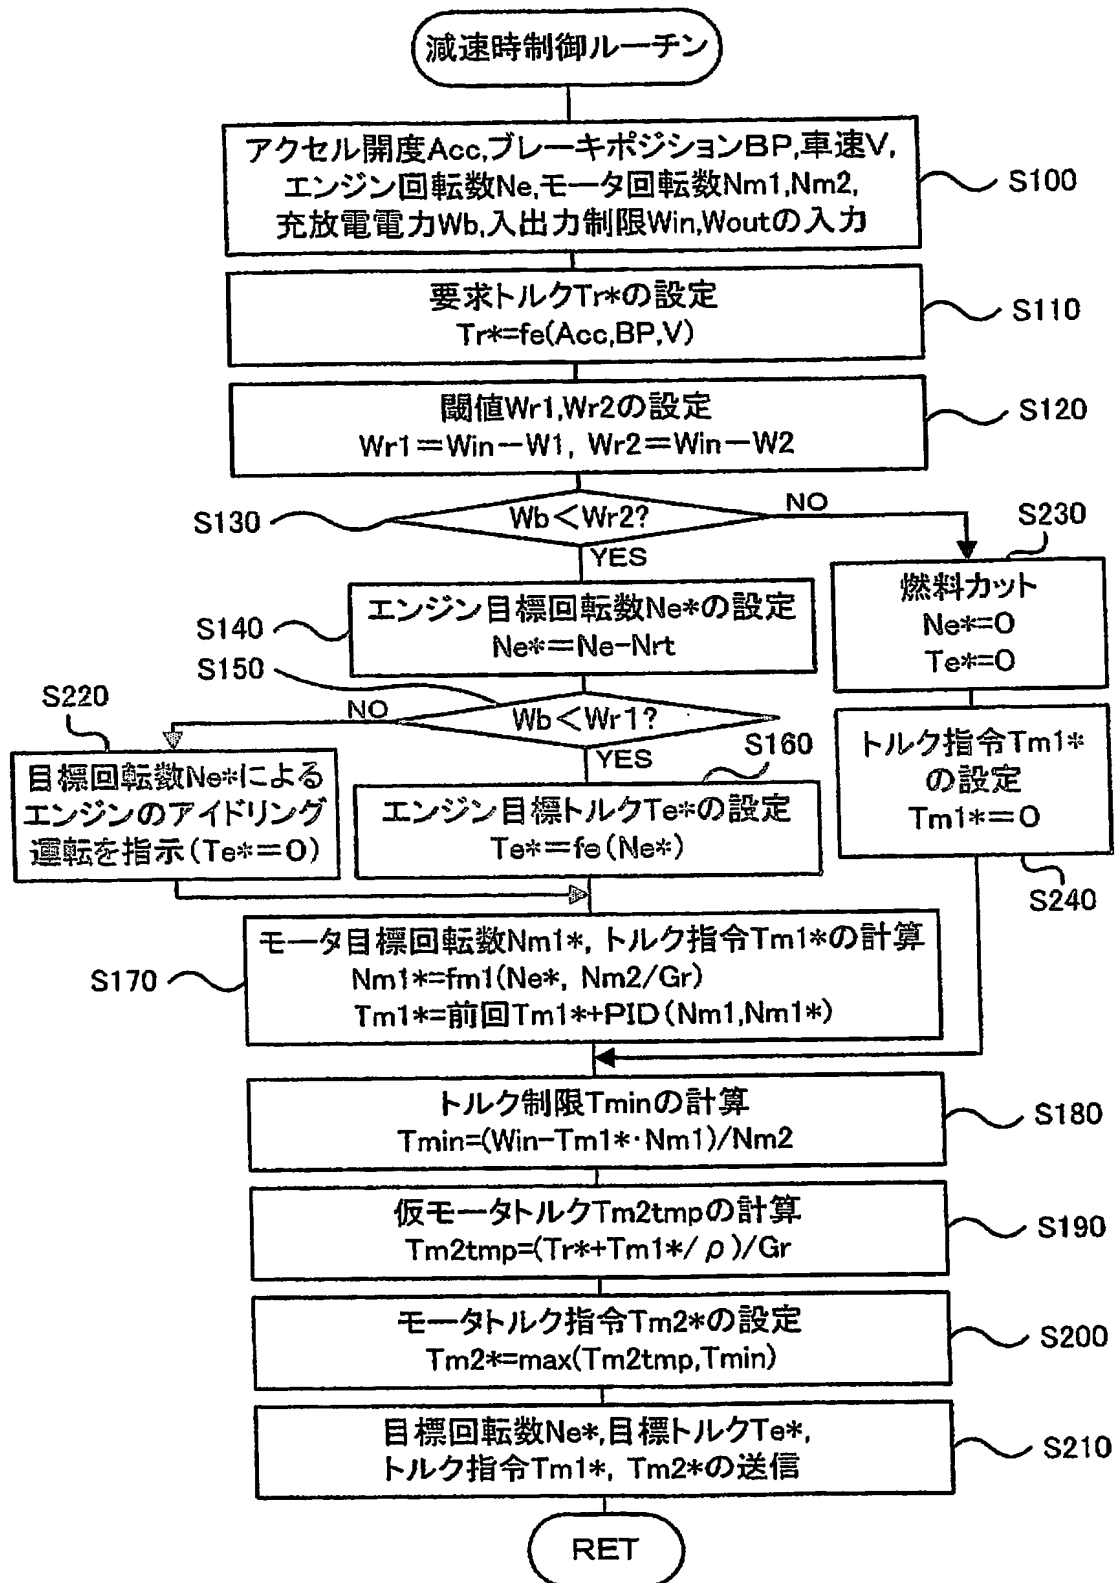 減速時制御ルーチン
アクセル開度Acc,ブレーキポジションBP,車速V,
エンジン回転数Ne,モータ回転数Nm1,Nm2,
充放電電力Wb,入出力制限Win,Woutの入力
S100
要求トルクTr*の設定
Tr*=fe(Acc,BP,V)
S110
閾値Wr1,Wr2の設定
Wr1=Win-W1, Wr2=Win-W2
S120
S130
Wb<Wr2?
NO
YES
S230
燃料カット
Ne*=0
Te*=0
S140
エンジン目標回転数Ne*の設定
Ne*=Ne-Nrt
S150
Wb<Wr1?
NO
YES
S220
目標回転数Ne*による
エンジンのアイドリング
運転を指示(Te*=0)
S160
エンジン目標トルクTe*の設定
Te*=fe(Ne*)
トルク指令Tm1*
の設定
Tm1*=0
S240
S170
モータ目標回転数Nm1*, トルク指令Tm1*の計算
Nm1*=fm1(Ne*, Nm2/Gr)
Tm1*=前回Tm1*+PID(Nm1,Nm1*)
トルク制限Tminの計算
Tmin=(Win-Tm1*·Nm1)/Nm2
S180
仮モータトルクTm2tmpの計算
Tm2tmp=(Tr*+Tm1*/ρ)/Gr
S190
モータトルク指令Tm2*の設定
Tm2*=max(Tm2tmp,Tmin)
S200
目標回転数Ne*,目標トルクTe*,
トルク指令Tm1*, Tm2*の送信
S210
RET